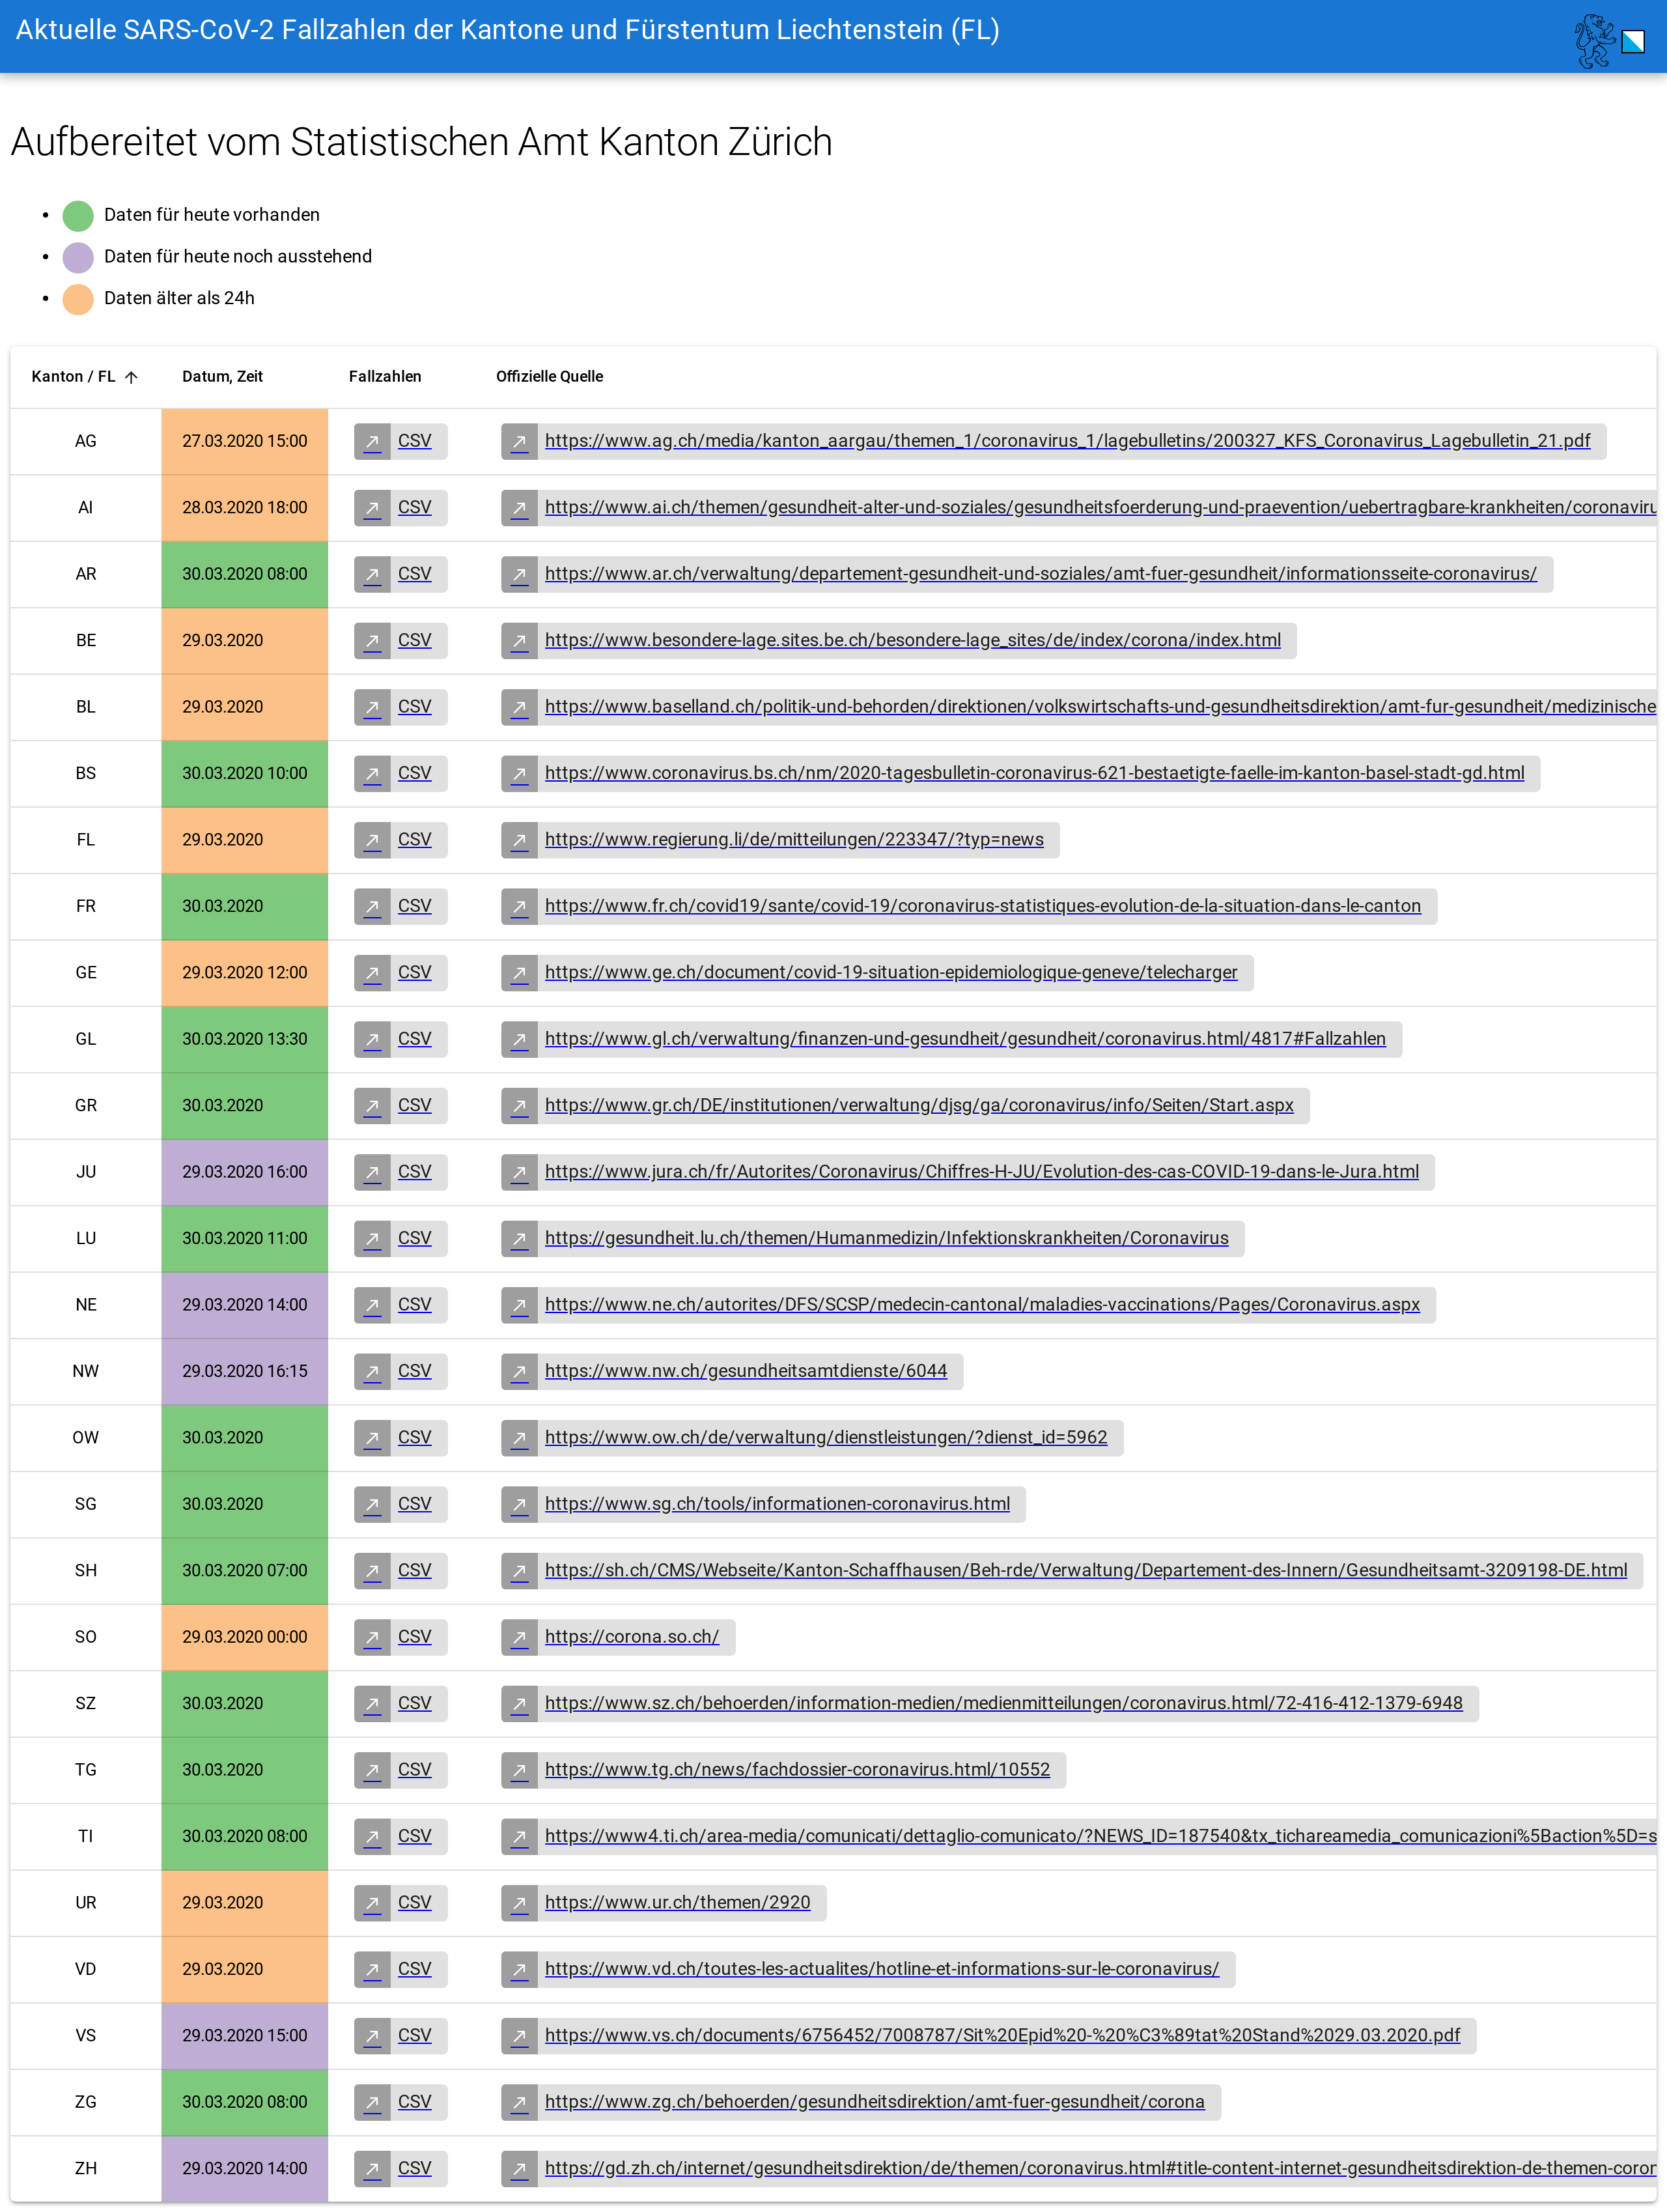 Aktuelle SARS-CoV-2 Fallzahlen der Kantone und Fürstentum Liechtenstein (FL)
Aufbereitet vom Statistischen Amt Kanton Zürich
Daten für heute vorhanden
Daten für heute noch ausstehend
Daten älter als 24h
Kanton / FL Datum, Zeit Fallzahlen Offizielle Quelle
AG 27.03.2020 15:00 CSV https://www.ag.ch/media/kanton_aargau/themen_1/coronavirus_1/lagebulletins/200327_KFS_Coronavirus_Lagebulletin_21.pdf
AI 28.03.2020 18:00 CSV https://www.ai.ch/themen/gesundheit-alter-und-soziales/gesundheitsfoerderung-und-praevention/uebertragbare-krankheiten/coronaviru
AR 30.03.2020 08:00 CSV https://www.ar.ch/verwaltung/departement-gesundheit-und-soziales/amt-fuer-gesundheit/informationsseite-coronavirus/
BE 29.03.2020 CSV https://www.besondere-lage.sites.be.ch/besondere-lage_sites/de/index/corona/index.html
BL 29.03.2020 CSV https://www.baselland.ch/politik-und-behorden/direktionen/volkswirtschafts-und-gesundheitsdirektion/amt-fur-gesundheit/medizinische
BS 30.03.2020 10:00 CSV https://www.coronavirus.bs.ch/nm/2020-tagesbulletin-coronavirus-621-bestaetigte-faelle-im-kanton-basel-stadt-gd.html
FL 29.03.2020 CSV https://www.regierung.li/de/mitteilungen/223347/?typ=news
FR 30.03.2020 CSV https://www.fr.ch/covid19/sante/covid-19/coronavirus-statistiques-evolution-de-la-situation-dans-le-canton
GE 29.03.2020 12:00 CSV https://www.ge.ch/document/covid-19-situation-epidemiologique-geneve/telecharger
GL 30.03.2020 13:30 CSV https://www.gl.ch/verwaltung/finanzen-und-gesundheit/gesundheit/coronavirus.html/4817#Fallzahlen
GR 30.03.2020 CSV https://www.gr.ch/DE/institutionen/verwaltung/djsg/ga/coronavirus/info/Seiten/Start.aspx
JU 29.03.2020 16:00 CSV https://www.jura.ch/fr/Autorites/Coronavirus/Chiffres-H-JU/Evolution-des-cas-COVID-19-dans-le-Jura.html
LU 30.03.2020 11:00 CSV https://gesundheit.lu.ch/themen/Humanmedizin/Infektionskrankheiten/Coronavirus
NE 29.03.2020 14:00 CSV https://www.ne.ch/autorites/DFS/SCSP/medecin-cantonal/maladies-vaccinations/Pages/Coronavirus.aspx
NW 29.03.2020 16:15 CSV https://www.nw.ch/gesundheitsamtdienste/6044
OW 30.03.2020 CSV https://www.ow.ch/de/verwaltung/dienstleistungen/?dienst_id=5962
SG 30.03.2020 CSV https://www.sg.ch/tools/informationen-coronavirus.html
SH 30.03.2020 07:00 CSV https://sh.ch/CMS/Webseite/Kanton-Schaffhausen/Beh-rde/Verwaltung/Departement-des-Innern/Gesundheitsamt-3209198-DE.html
SO 29.03.2020 00:00 CSV https://corona.so.ch/
SZ 30.03.2020 CSV https://www.sz.ch/behoerden/information-medien/medienmitteilungen/coronavirus.html/72-416-412-1379-6948
TG 30.03.2020 CSV https://www.tg.ch/news/fachdossier-coronavirus.html/10552
TI 30.03.2020 08:00 CSV https://www4.ti.ch/area-media/comunicati/dettaglio-comunicato/?NEWS_ID=187540&tx_tichareamedia_comunicazioni%5Baction%5D=s
UR 29.03.2020 CSV https://www.ur.ch/themen/2920
VD 29.03.2020 CSV https://www.vd.ch/toutes-les-actualites/hotline-et-informations-sur-le-coronavirus/
VS 29.03.2020 15:00 CSV https://www.vs.ch/documents/6756452/7008787/Sit%20Epid%20-%20%C3%89tat%20Stand%2029.03.2020.pdf
ZG 30.03.2020 08:00 CSV https://www.zg.ch/behoerden/gesundheitsdirektion/amt-fuer-gesundheit/corona
ZH 29.03.2020 14:00 CSV https://gd.zh.ch/internet/gesundheitsdirektion/de/themen/coronavirus.html#title-content-internet-gesundheitsdirektion-de-themen-coron